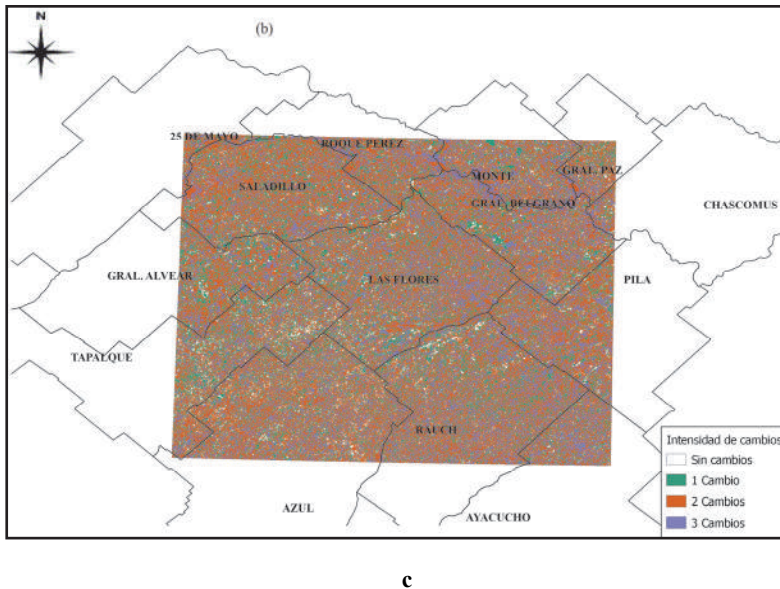 N
(b)
25 DE MAYO
ROQUE PEREZ
MONTE
GRAL. PAZ
SALADILLO
GRAL. BELGRANO
CHASCOMUS
GRAL. ALVEAR
LAS FLORES
PILA
TAPALQUE
RAUCH
AZUL
AYACUCHO
Intensidad de cambios
Sin cambios
1 Cambio
2 Cambios
3 Cambios
c